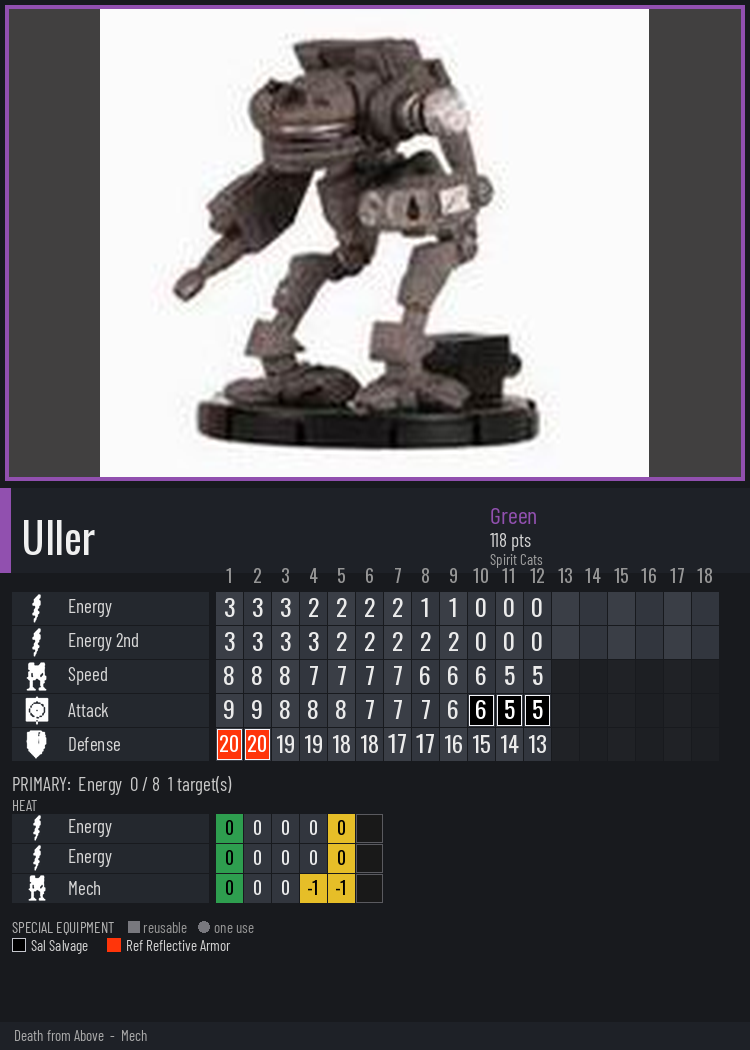 Uller
Green
118 pts
Spirit Cats
1 2 3 4 5 6 7 8 9 10 11 12 13 14 15 16 17 18
Energy 3 3 3 2 2 2 2 1 1 0 0 0
Energy 2nd 3 3 3 3 2 2 2 2 2 0 0 0
Speed 8 8 8 7 7 7 7 6 6 6 5 5
Attack 9 9 8 8 8 7 7 7 6 6 5 5
Defense 20 20 19 19 18 18 17 17 16 15 14 13
PRIMARY: Energy 0 / 8 1 target(s)
HEAT
Energy 0 0 0 0 0
Energy 0 0 0 0 0
Mech 0 0 0 -1 -1
SPECIAL EQUIPMENT reusable one use
Sal Salvage Ref Reflective Armor
Death from Above - Mech